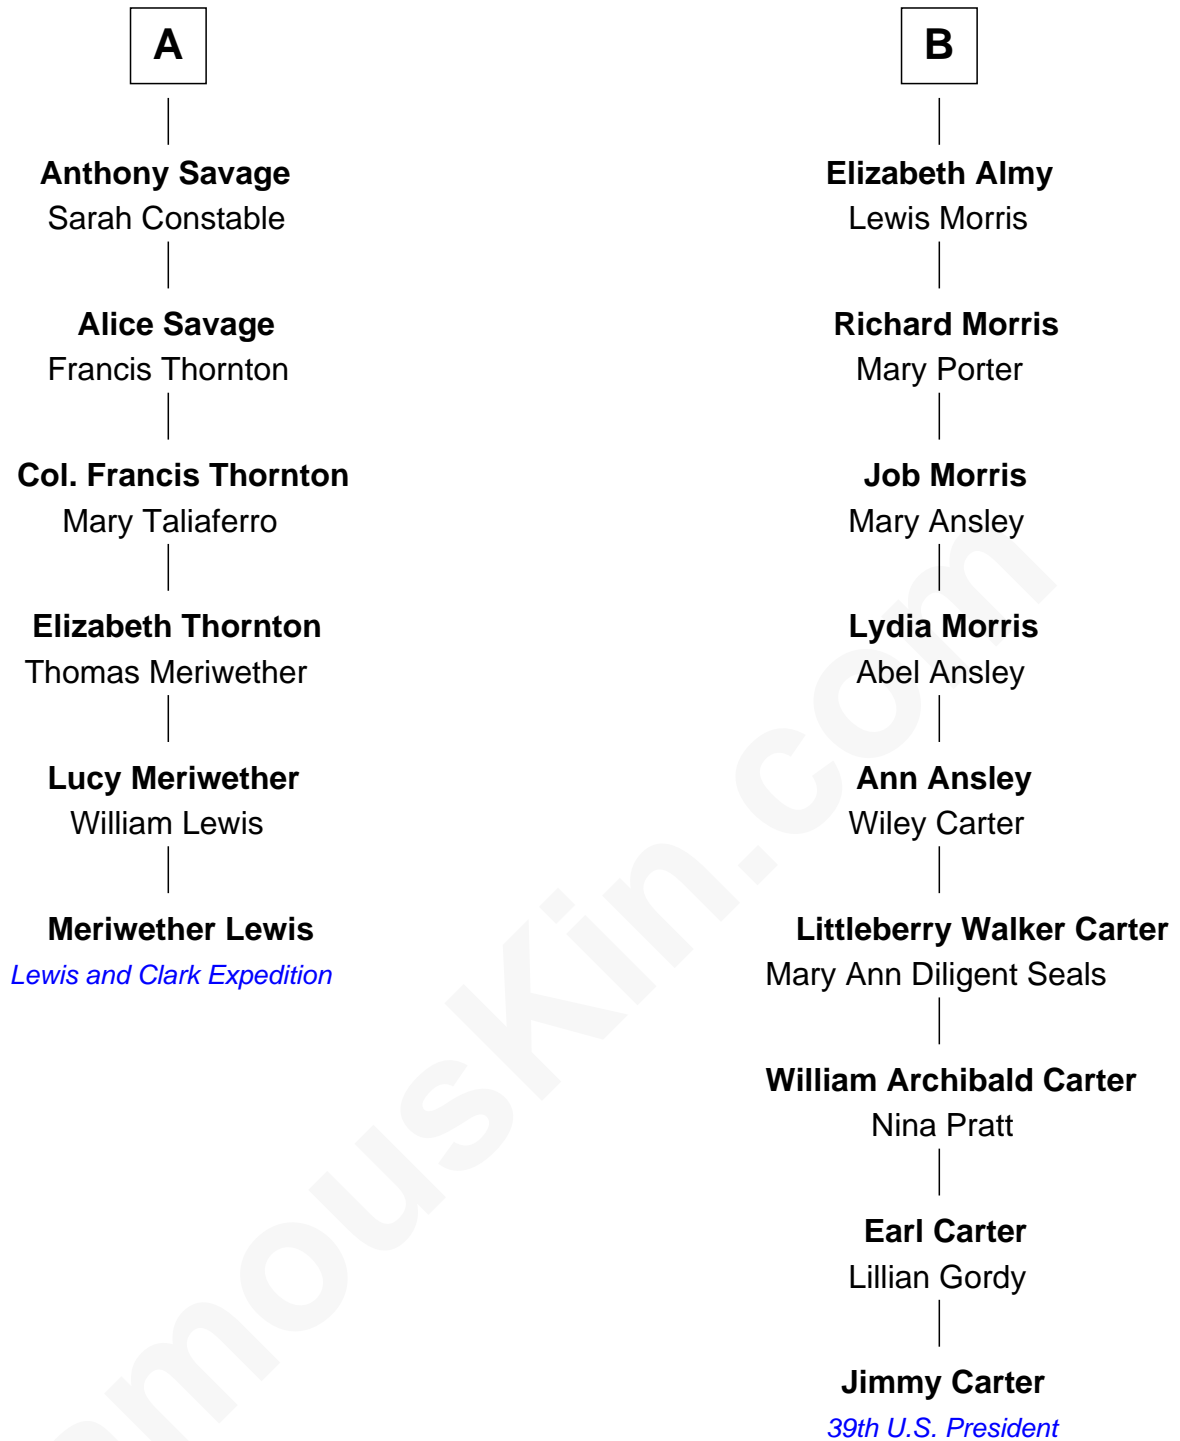 A
Anthony Savage
Sarah Constable
Alice Savage
Francis Thornton
Col. Francis Thornton
Mary Taliaferro
Elizabeth Thornton
Thomas Meriwether
Lucy Meriwether
William Lewis
Meriwether Lewis
Lewis and Clark Expedition
B
Elizabeth Almy
Lewis Morris
Richard Morris
Mary Porter
Job Morris
Mary Ansley
Lydia Morris
Abel Ansley
Ann Ansley
Wiley Carter
Littleberry Walker Carter
Mary Ann Diligent Seals
William Archibald Carter
Nina Pratt
Earl Carter
Lillian Gordy
Jimmy Carter
39th U.S. President
amouskin.com